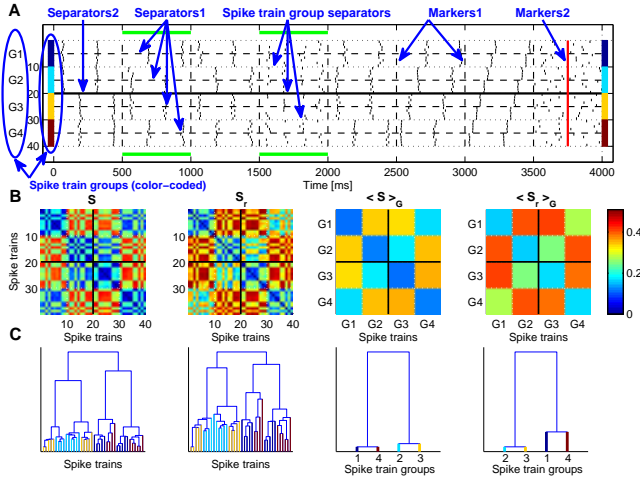 A
Separators2 Separators1 Spike train group separators Markers1 Markers2
G1
10
G2
20
G3
30
G4
40
0 500 1000 1500 2000 2500 3000 3500 4000
Time [ms]
Spike train groups (color-coded)
B
S S_r < S >_G < S_r >_G
Spike trains
10
20
30
10 20 30 40
Spike trains
10 20 30 40
Spike trains
G1
G2
G3
G4
G1 G2 G3 G4
G1
G2
G3
G4
G1 G2 G3 G4
0.4
0.2
0
C
Spike trains
Spike trains
1 4 2 3
Spike train groups
2 3 1 4
Spike train groups